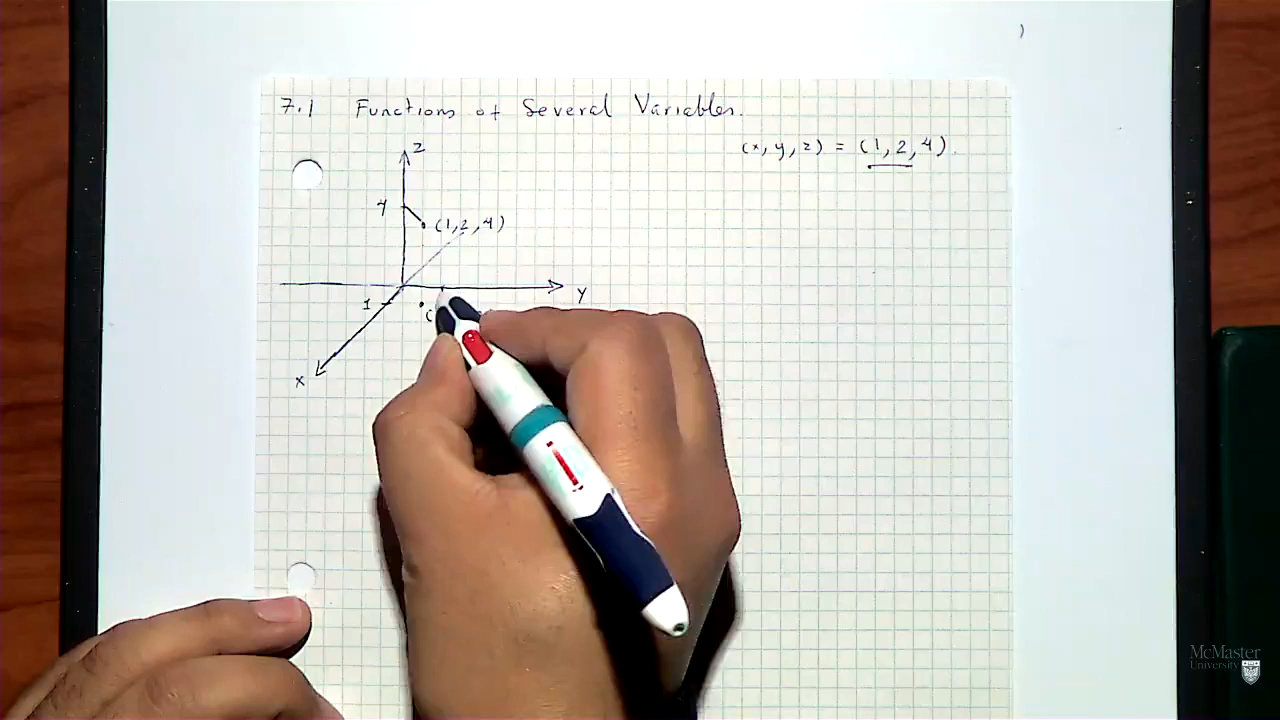 7.1 Functions of Several Variables.
(x, y, z) = (1, 2, 4).
z
4
(1, 2, 4)
y
1
(
x
McMaster
University